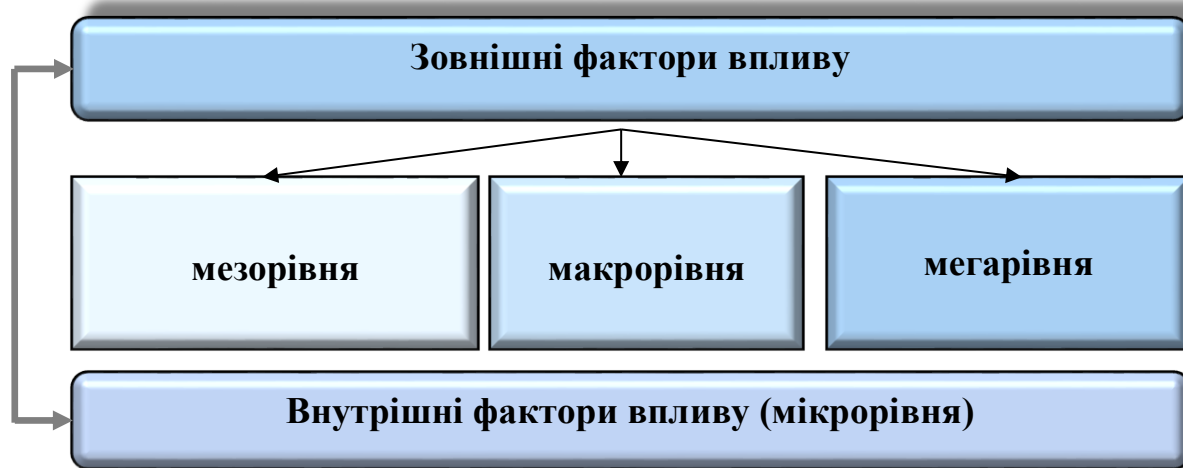 Зовнішні фактори впливу
мезорівня
макрорівня
мегарівня
Внутрішні фактори впливу (мікрорівня)